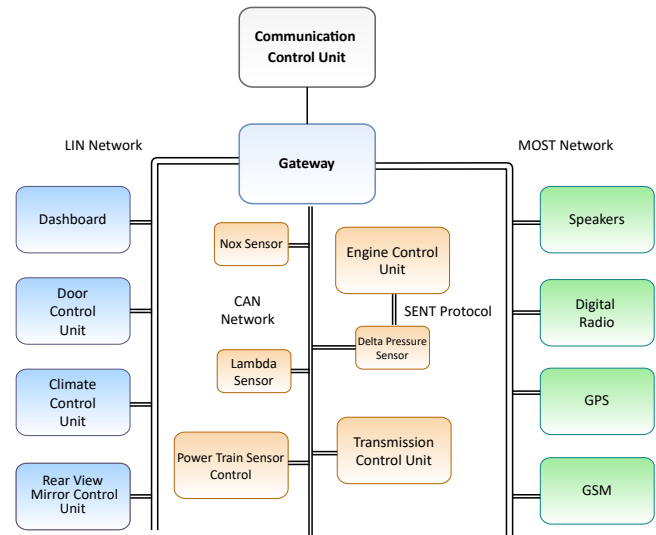 Communication
Control Unit
LIN Network
MOST Network
Gateway
Dashboard
Nox Sensor
Engine Control
Unit
Speakers
Door
Control
Unit
CAN
Network
SENT Protocol
Digital
Radio
Delta Pressure
Sensor
Lambda
Sensor
Climate
Control
Unit
GPS
Power Train Sensor
Control
Transmission
Control Unit
Rear View
Mirror Control
Unit
GSM